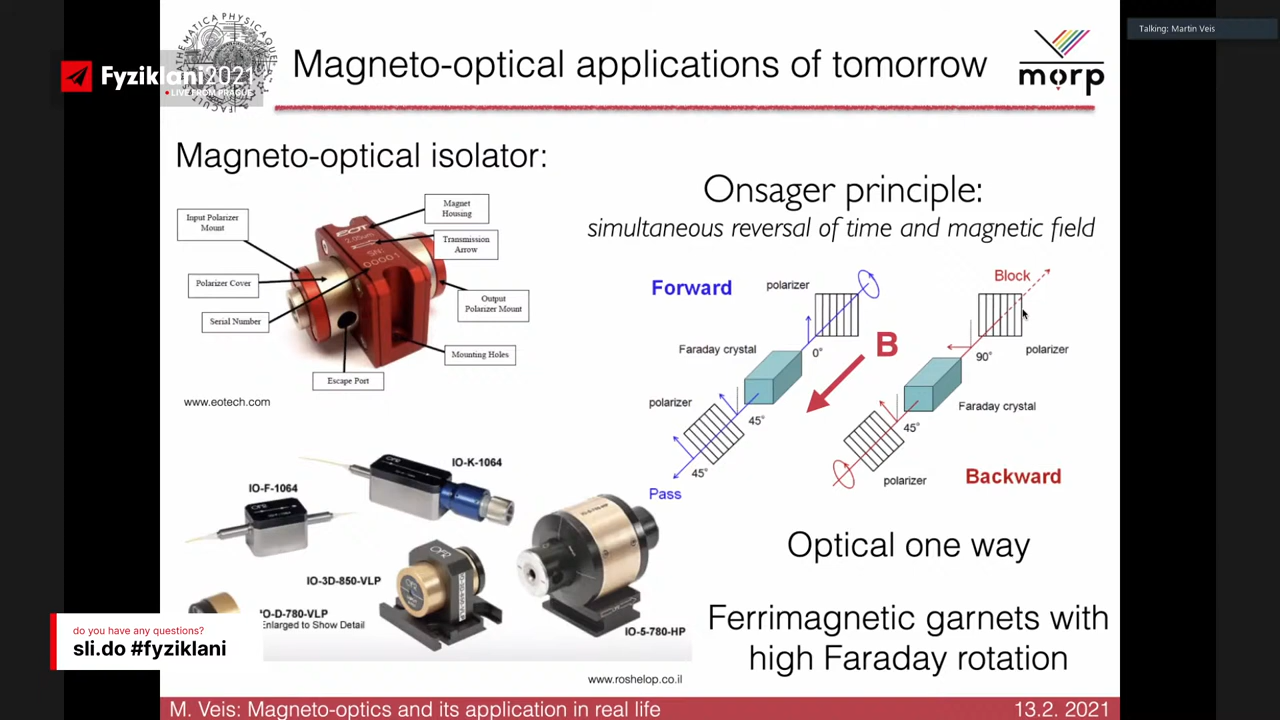 Talking: Martin Veis
Fyziklani2021
LIVE FROM PRAGUE
Magneto-optical applications of tomorrow
morp
Magneto-optical isolator:
Input Polarizer
Mount
Magnet
Housing
Transmission
Arrow
Polarizer Cover
Output
Polarizer Mount
Serial Number
Mounting Holes
Escape Port
EOT
SN
00001
www.eotech.com
Onsager principle:
simultaneous reversal of time and magnetic field
Forward
polarizer
Block
Faraday crystal
0°
B
90°
polarizer
polarizer
45°
Faraday crystal
45°
45°
Pass
polarizer
Backward
IO-K-1064
IO-F-1064
IO-3D-850-VLP
IO-D-780-VLP
Enlarged to Show Detail
IO-5-780-HP
www.roshelop.co.il
Optical one way
Ferrimagnetic garnets with
high Faraday rotation
do you have any questions?
sli.do #fyziklani
M. Veis: Magneto-optics and its application in real life
13.2. 2021